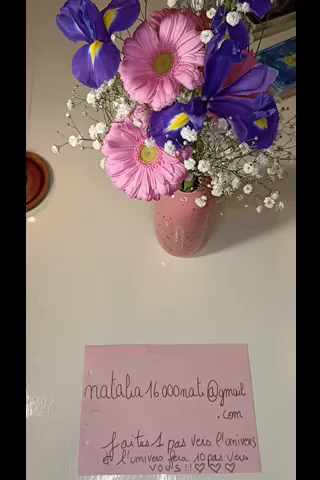 natalia16000nat@gmail
.com
faites 1 pas vers l'univers
et l'univers fera 10 pas vers
vous !! ♡♡♡